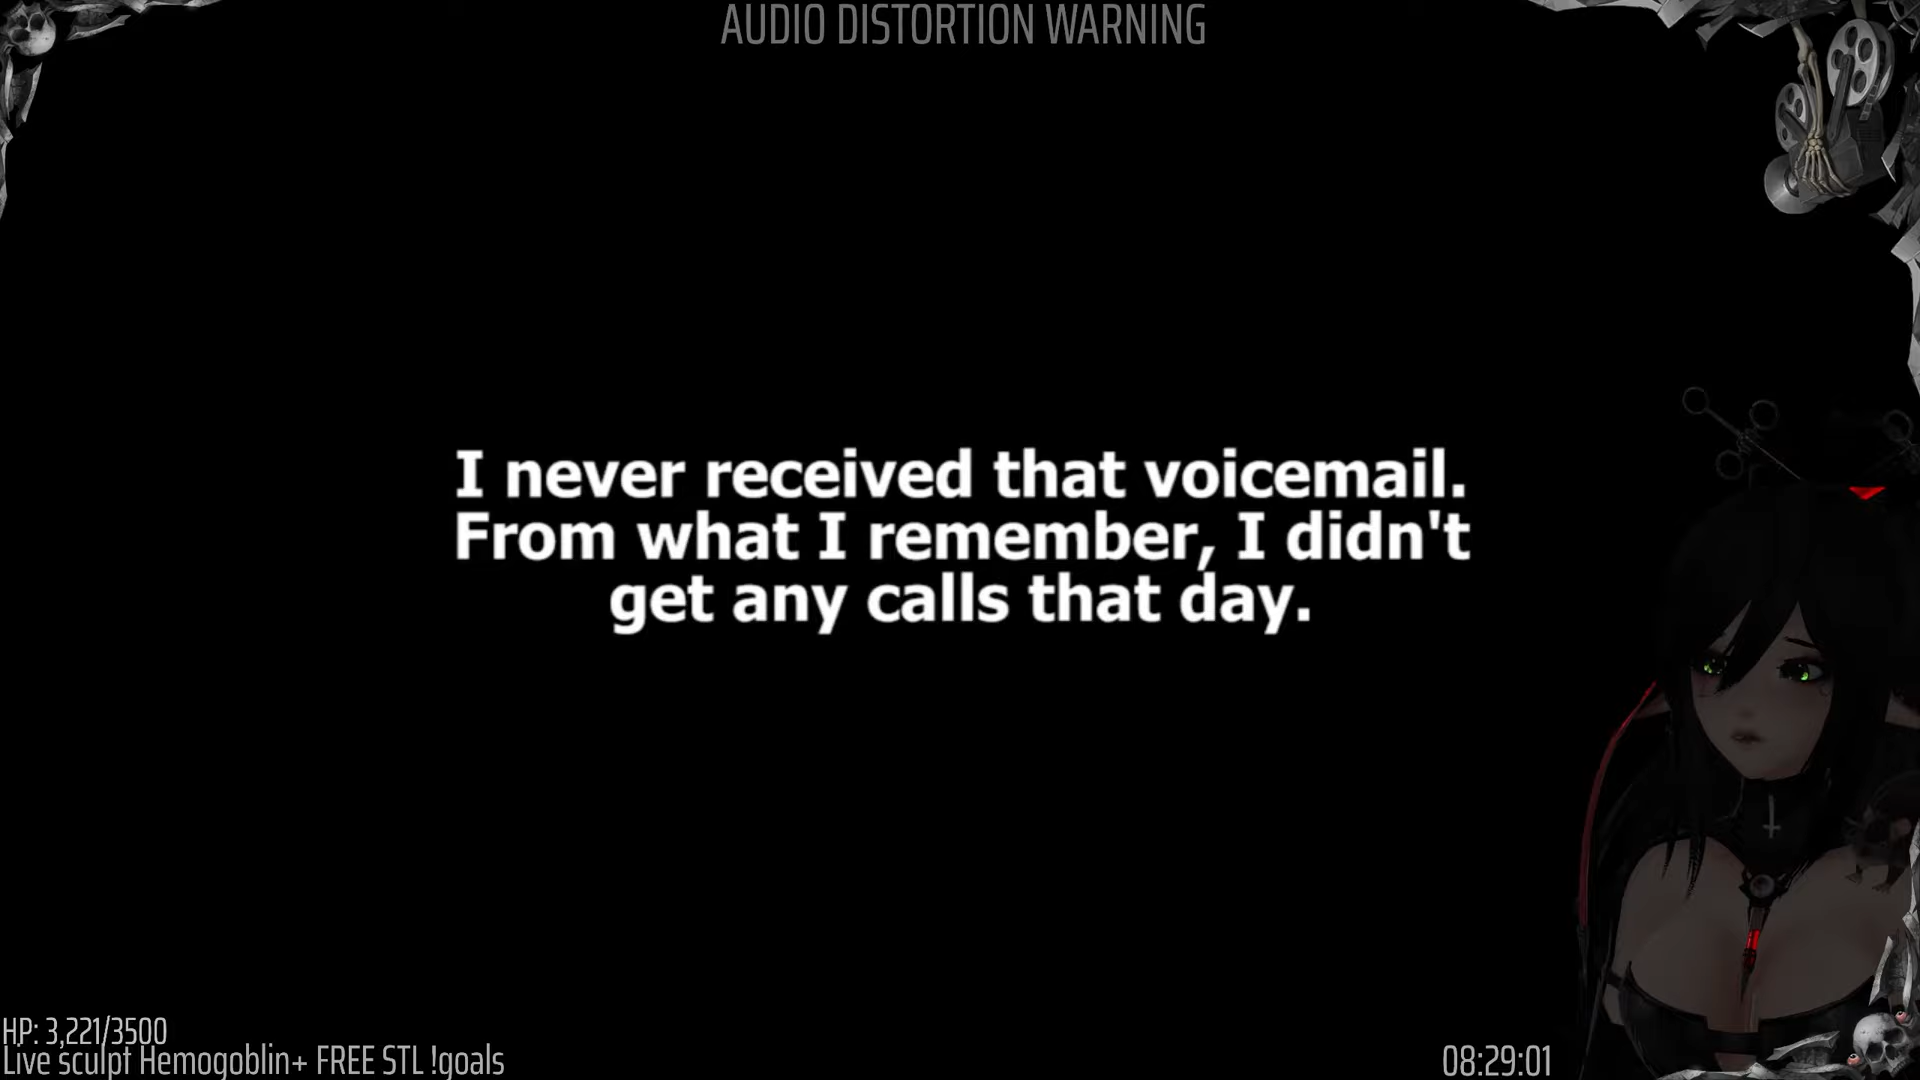 AUDIO DISTORTION WARNING
I never received that voicemail.
From what I remember, I didn't
get any calls that day.
HP: 3,221/3500
Live sculpt Hemogoblin+ FREE STL !goals
08:29:01